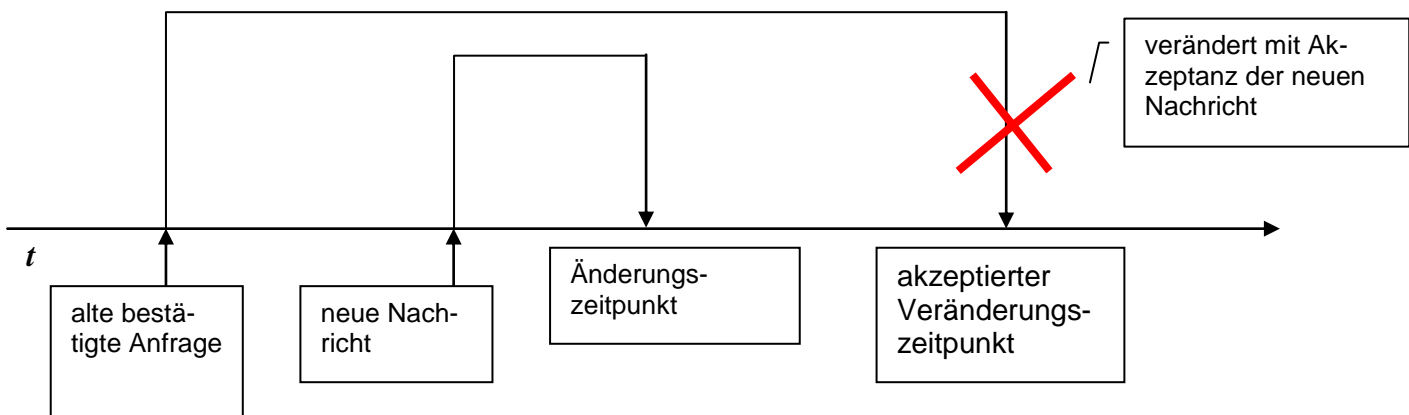 verändert mit Ak-
zeptanz der neuen
Nachricht
t
alte bestä-
tigte Anfrage
neue Nach-
richt
Änderungs-
zeitpunkt
akzeptierter
Veränderungs-
zeitpunkt